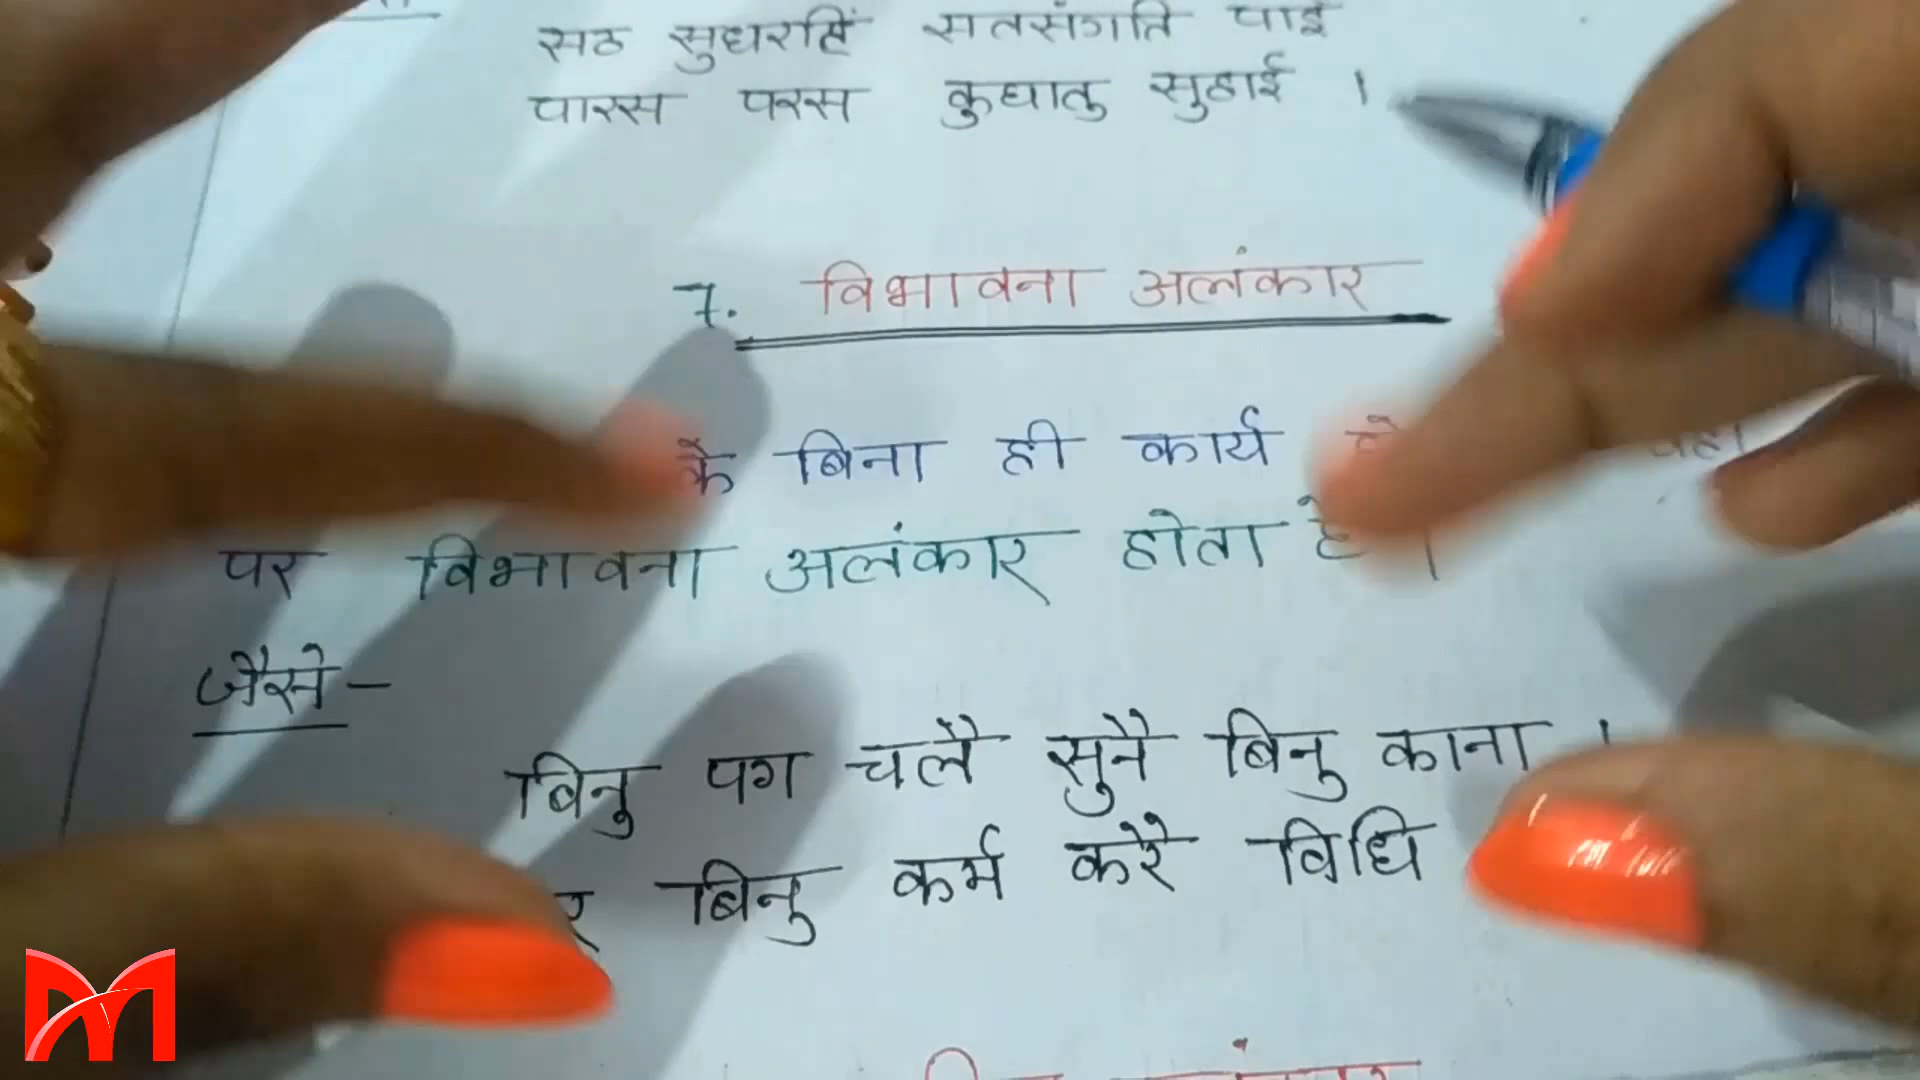 सठ सुधरहिं सतसंगति पाई
पारस परस कुघातु सुहाई ।
7. विभावना अलंकार
के बिना ही कार्य
पर विभावना अलंकार होता है ।
जैसे -
बिनु पग चलै सुनै बिनु काना ।
बिनु कर्म करै विधि